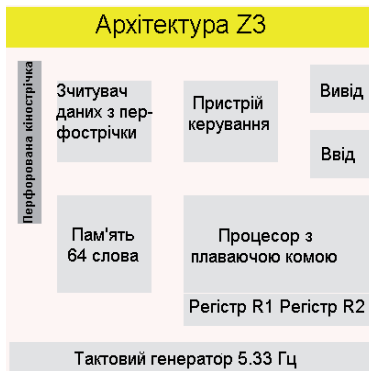 Архітектура Z3
Перфорована кінострічка
Зчитувач
даних з пер-
фострічки
Пристрій
керування
Вивід
Ввід
Пам'ять
64 слова
Процесор з
плаваючою комою
Регістр R1 Регістр R2
Тактовий генератор 5.33 Гц